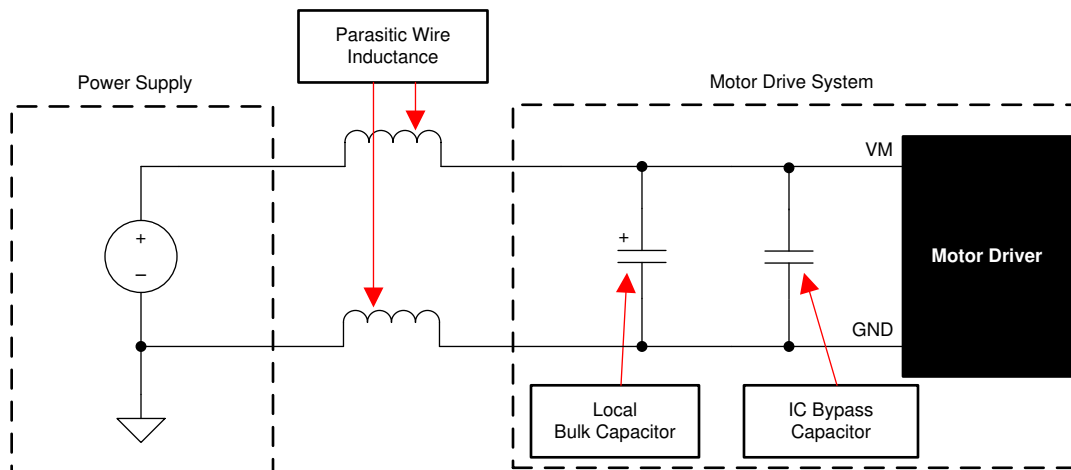 Parasitic Wire
Inductance
Power Supply
Motor Drive System
VM
+
+
–
Motor Driver
GND
Local
Bulk Capacitor
IC Bypass
Capacitor